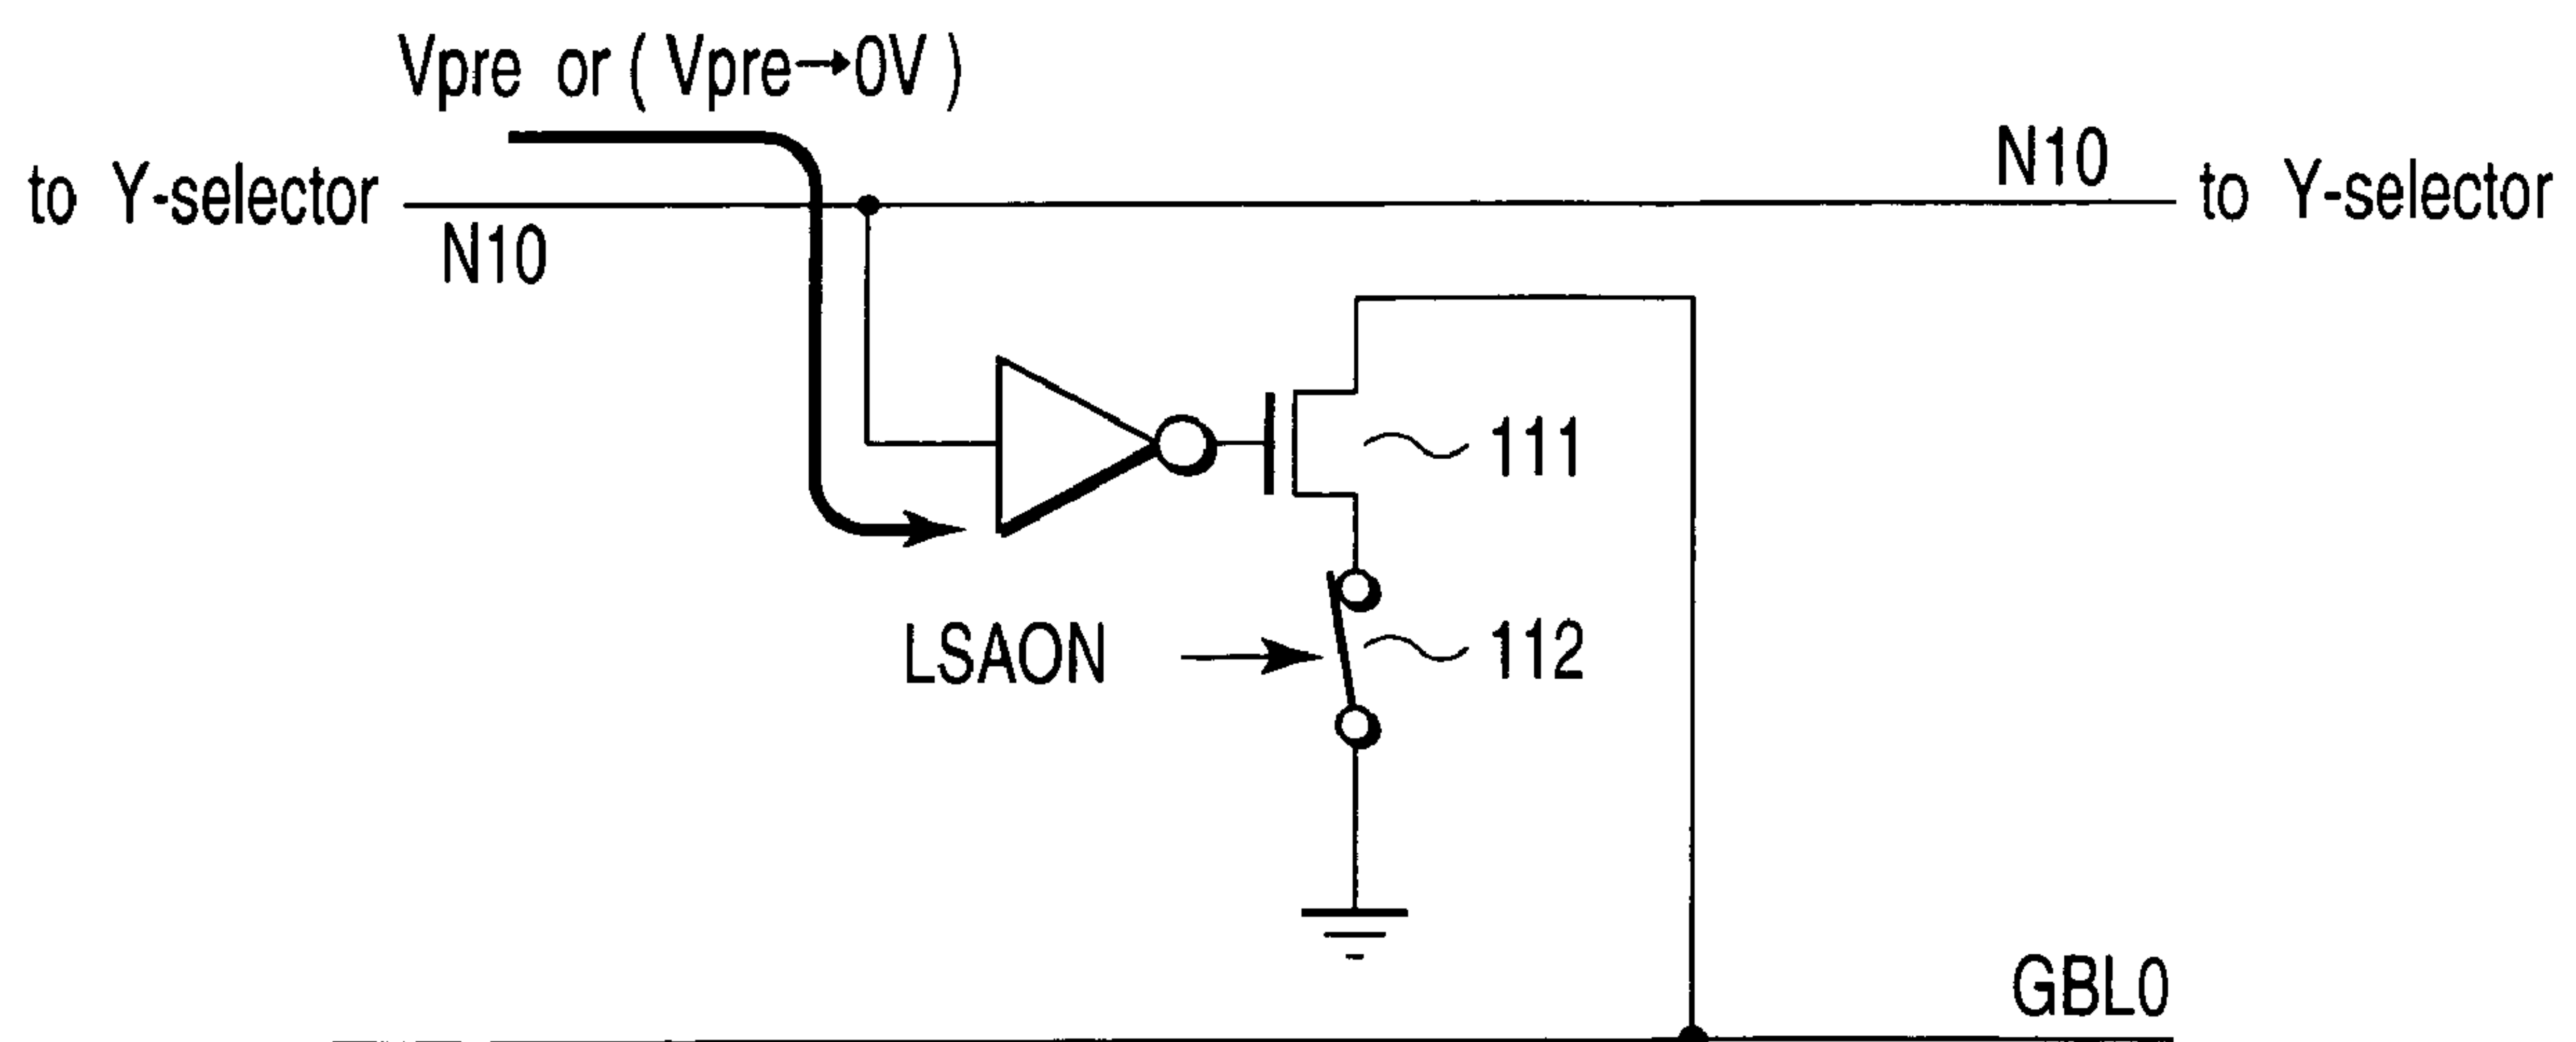 Vpre or ( Vpre→0V )
to Y-selector
N10
N10
to Y-selector
111
LSAON
112
GBL0